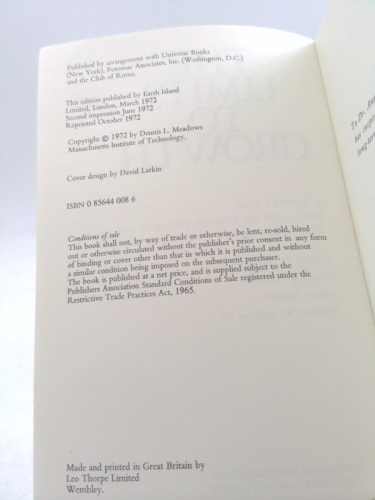 Published by arrangement with Universe Books
(New York), Potomac Associates, Inc. (Washington, D.C.)
and the Club of Rome.
This edition published by Earth Island
Limited, London, March 1972
Second impression June 1972
Reprinted October 1972
Copyright © 1972 by Dennis L. Meadows
Massachusetts Institute of Technology.
Cover design by David Larkin
ISBN 0 85644 008 6
Conditions of sale
This book shall not, by way of trade or otherwise, be lent, re-sold, hired
out or otherwise circulated without the publisher's prior consent in any form
of binding or cover other than that in which it is published and without
a similar condition being imposed on the subsequent purchaser.
The book is published at a net price, and is supplied subject to the
Publishers Association Standard Conditions of Sale registered under the
Restrictive Trade Practices Act, 1965.
Made and printed in Great Britain by
Leo Thorpe Limited
Wembley.
To Dr.